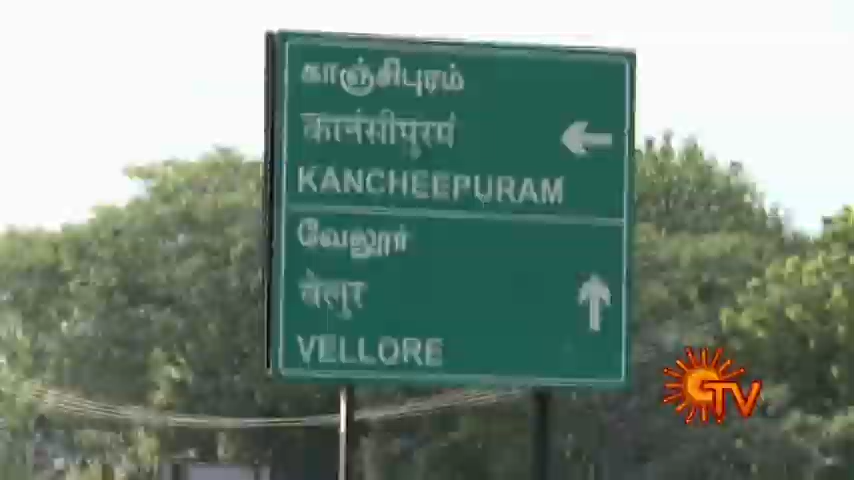 காஞ்சிபுரம்
कानंसीपुरमं
KANCHEEPURAM
வேலூர்
वेलुर
VELLORE
TV